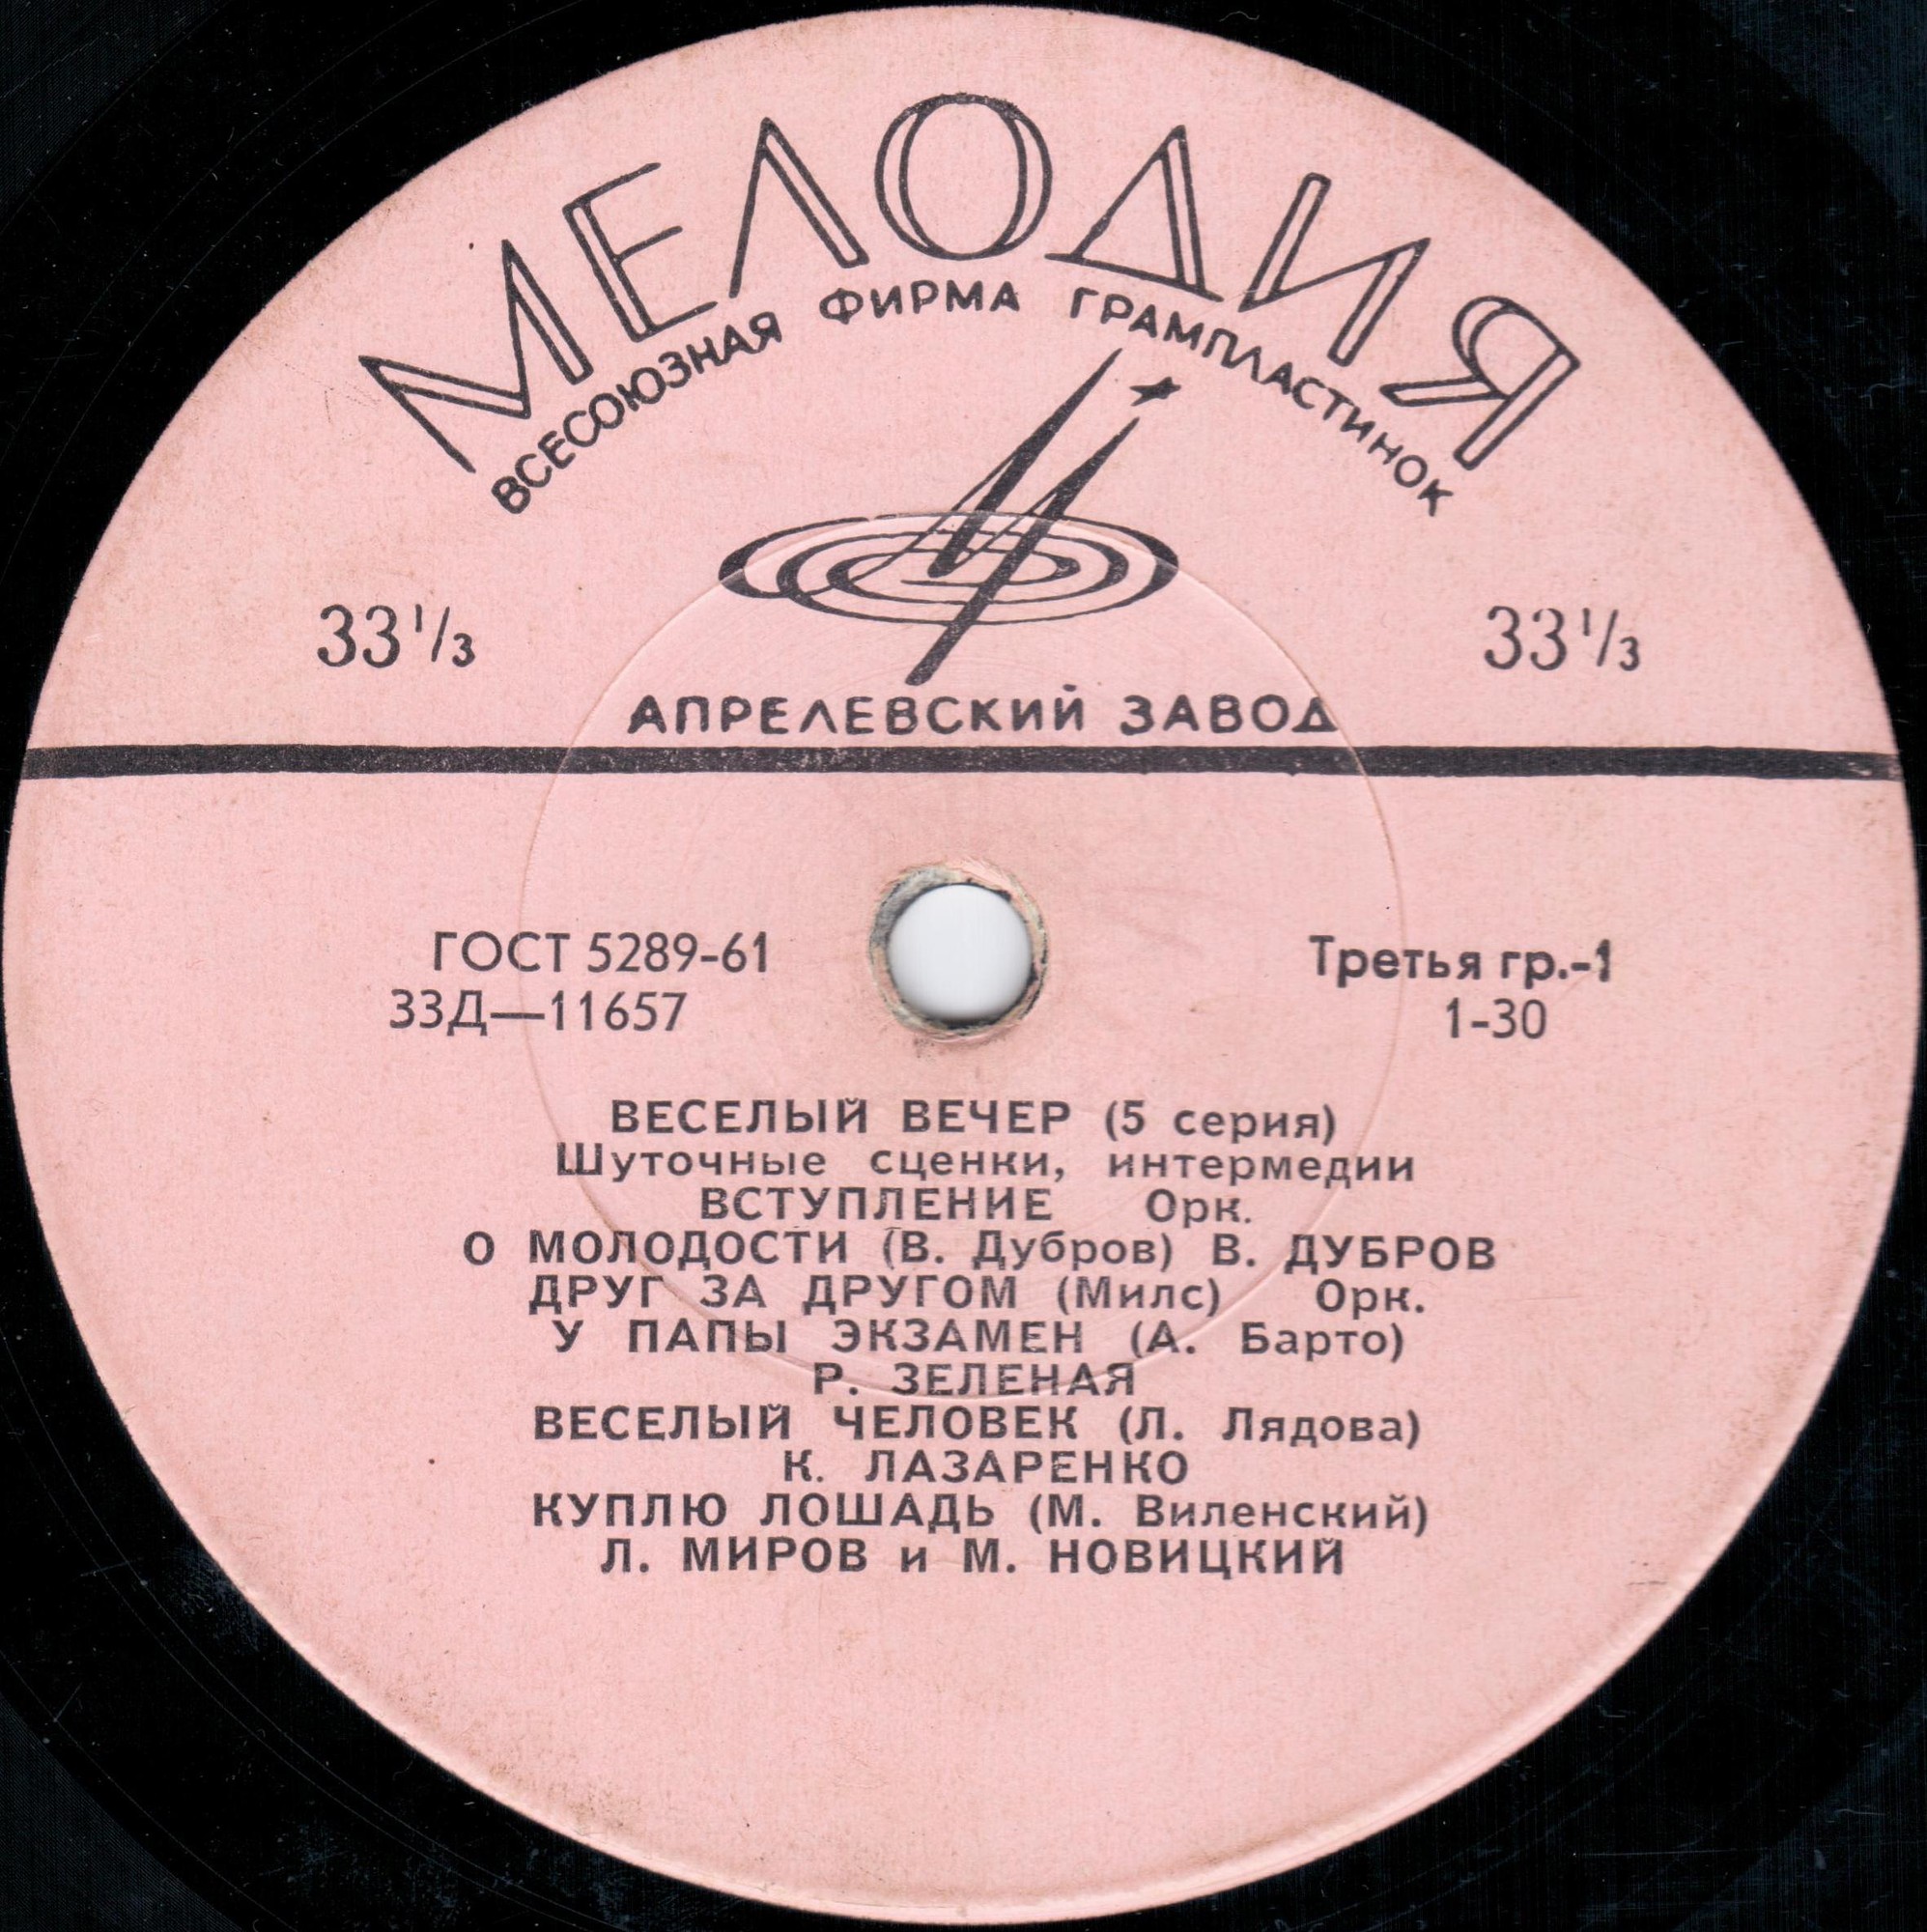 МЕЛОДИЯ
ВСЕСОЮЗНАЯ ФИРМА ГРАМПЛАСТИНОК
33⅓ 33⅓
АПРЕЛЕВСКИЙ ЗАВОД
ГОСТ 5289-61 Третья гр.-1
33Д—11657 1-30
ВЕСЕЛЫЙ ВЕЧЕР (5 серия)
Шуточные сценки, интермедии
ВСТУПЛЕНИЕ Орк.
О МОЛОДОСТИ (В. Дубров) В. ДУБРОВ
ДРУГ ЗА ДРУГОМ (Милс) Орк.
У ПАПЫ ЭКЗАМЕН (А. Барто)
Р. ЗЕЛЕНАЯ
ВЕСЕЛЫЙ ЧЕЛОВЕК (Л. Лядова)
К. ЛАЗАРЕНКО
КУПЛЮ ЛОШАДЬ (М. Виленский)
Л. МИРОВ и М. НОВИЦКИЙ